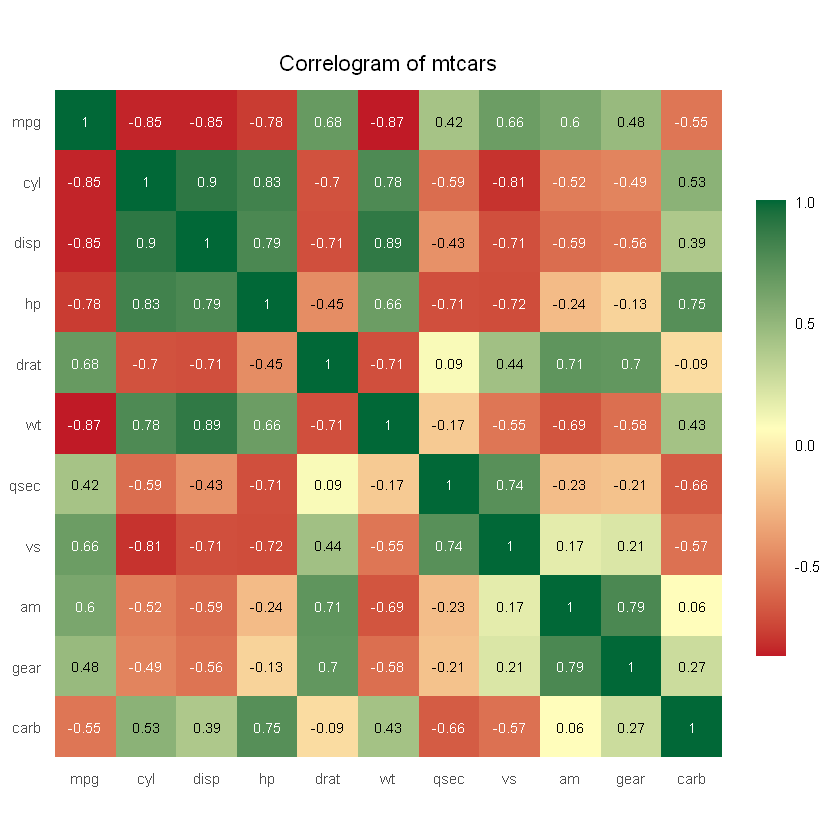 Correlogram of mtcars
mpg 1 -0.85 -0.85 -0.78 0.68 -0.87 0.42 0.66 0.6 0.48 -0.55
cyl -0.85 1 0.9 0.83 -0.7 0.78 -0.59 -0.81 -0.52 -0.49 0.53
1.0
disp -0.85 0.9 1 0.79 -0.71 0.89 -0.43 -0.71 -0.59 -0.56 0.39
hp -0.78 0.83 0.79 1 -0.45 0.66 -0.71 -0.72 -0.24 -0.13 0.75
0.5
drat 0.68 -0.7 -0.71 -0.45 1 -0.71 0.09 0.44 0.71 0.7 -0.09
wt -0.87 0.78 0.89 0.66 -0.71 1 -0.17 -0.55 -0.69 -0.58 0.43
0.0
qsec 0.42 -0.59 -0.43 -0.71 0.09 -0.17 1 0.74 -0.23 -0.21 -0.66
vs 0.66 -0.81 -0.71 -0.72 0.44 -0.55 0.74 1 0.17 0.21 -0.57
-0.5
am 0.6 -0.52 -0.59 -0.24 0.71 -0.69 -0.23 0.17 1 0.79 0.06
gear 0.48 -0.49 -0.56 -0.13 0.7 -0.58 -0.21 0.21 0.79 1 0.27
carb -0.55 0.53 0.39 0.75 -0.09 0.43 -0.66 -0.57 0.06 0.27 1
mpg cyl disp hp drat wt qsec vs am gear carb